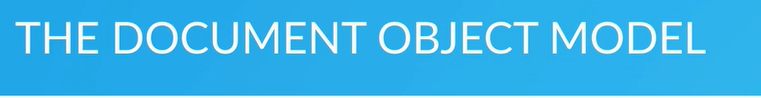 THE DOCUMENT OBJECT MODEL